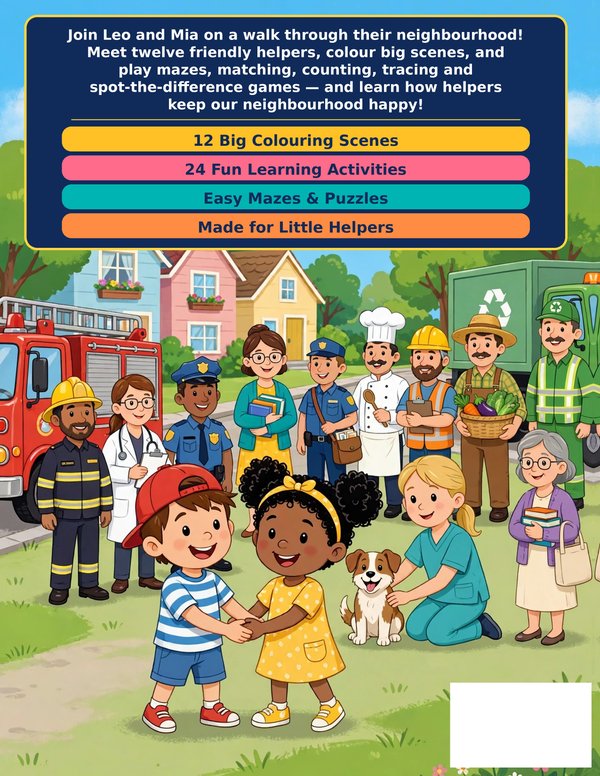 Join Leo and Mia on a walk through their neighbourhood!
Meet twelve friendly helpers, colour big scenes, and
play mazes, matching, counting, tracing and
spot-the-difference games — and learn how helpers
keep our neighbourhood happy!
12 Big Colouring Scenes
24 Fun Learning Activities
Easy Mazes & Puzzles
Made for Little Helpers